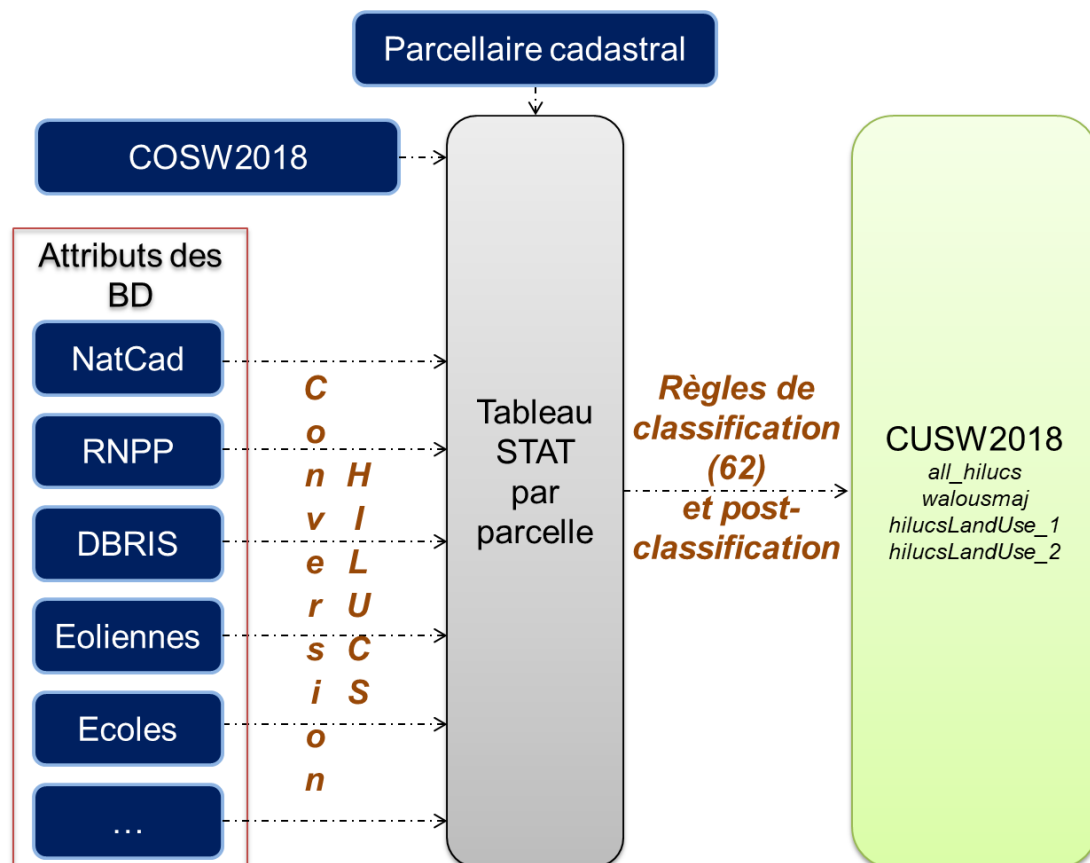 Parcellaire cadastral
COSW2018
Attributs des
BD
NatCad
RNPP
DBRIS
Eoliennes
Ecoles
…
Conversion
HILUCS
Tableau
STAT
par
parcelle
Règles de
classification
(62)
et post-
classification
CUSW2018
all_hilucs
walousmaj
hilucsLandUse_1
hilucsLandUse_2